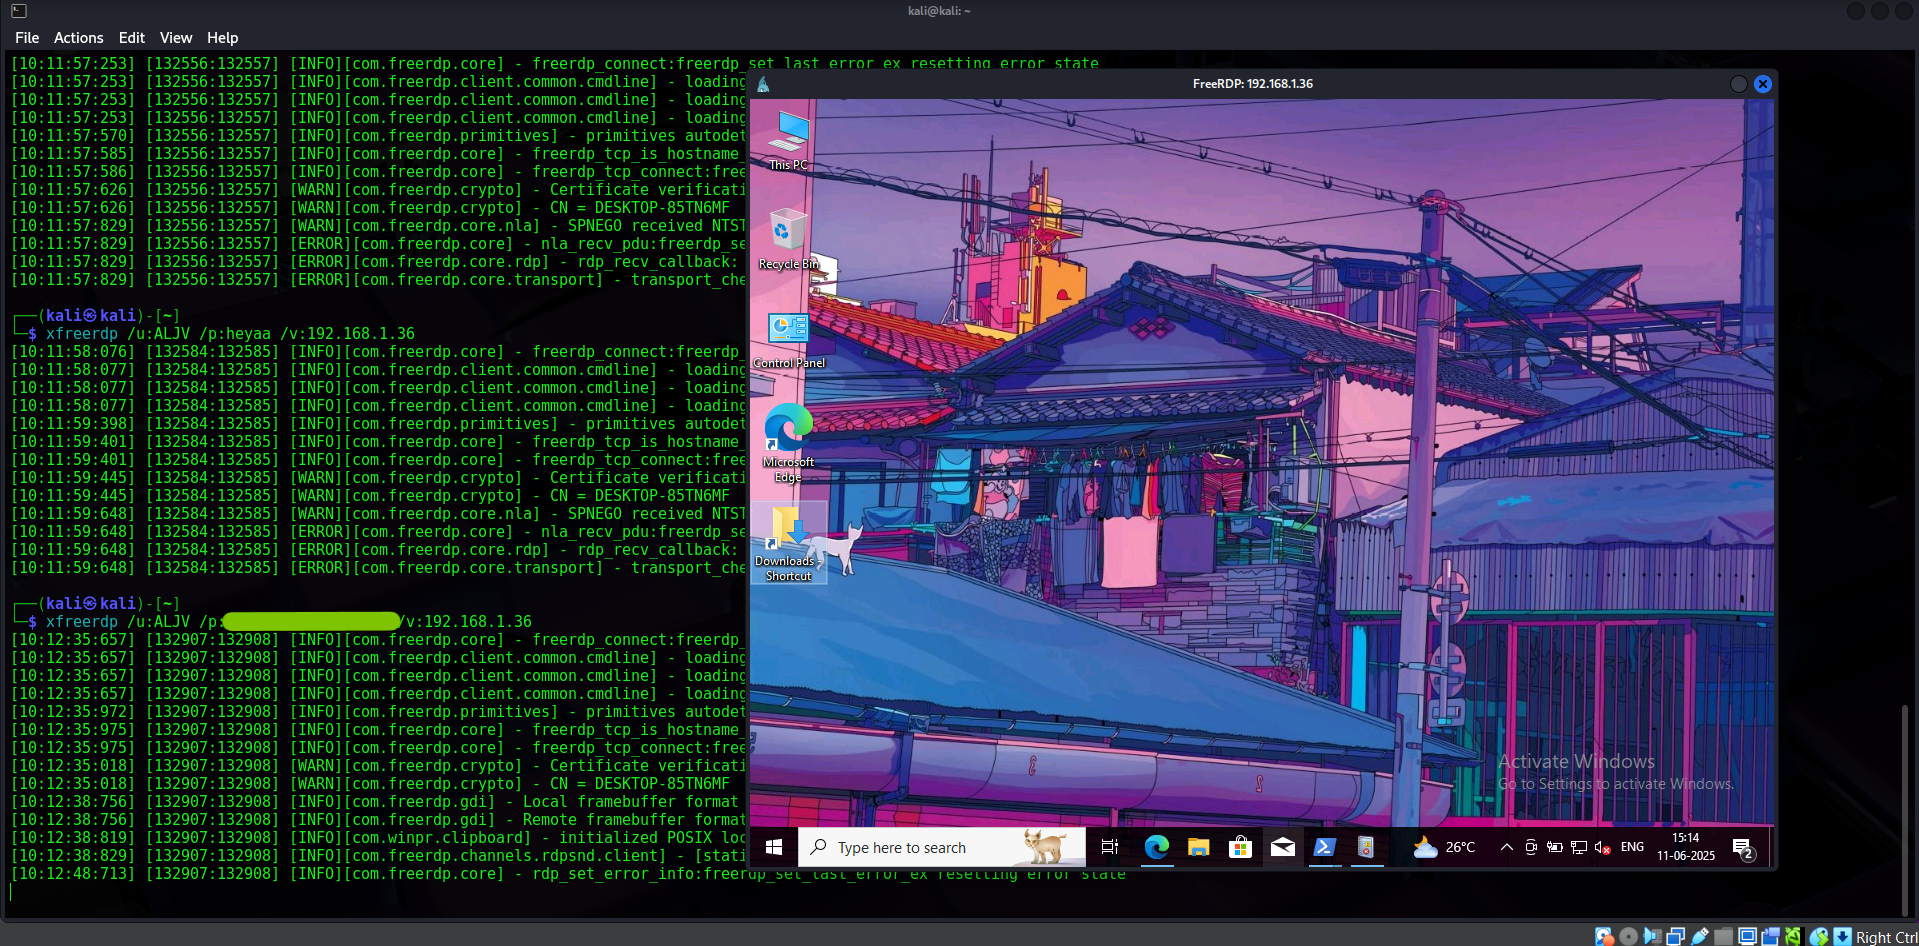 kali@kali: ~
File Actions Edit View Help
[10:11:57:253] [132556:132557] [INFO][com.freerdp.core] - freerdp_connect:freerdp_set_last_error_ex resetting error state
[10:11:57:253] [132556:132557] [INFO][com.freerdp.client.common.cmdline] - loading
[10:11:57:253] [132556:132557] [INFO][com.freerdp.client.common.cmdline] - loading
[10:11:57:253] [132556:132557] [INFO][com.freerdp.client.common.cmdline] - loading
[10:11:57:570] [132556:132557] [INFO][com.freerdp.primitives] - primitives autodet
[10:11:57:585] [132556:132557] [INFO][com.freerdp.core] - freerdp_tcp_is_hostname_
[10:11:57:586] [132556:132557] [INFO][com.freerdp.core] - freerdp_tcp_connect:free
[10:11:57:626] [132556:132557] [WARN][com.freerdp.crypto] - Certificate verificati
[10:11:57:626] [132556:132557] [WARN][com.freerdp.crypto] - CN = DESKTOP-85TN6MF
[10:11:57:829] [132556:132557] [WARN][com.freerdp.core.nla] - SPNEGO received NTST
[10:11:57:829] [132556:132557] [ERROR][com.freerdp.core] - nla_recv_pdu:freerdp_se
[10:11:57:829] [132556:132557] [ERROR][com.freerdp.core.rdp] - rdp_recv_callback:
[10:11:57:829] [132556:132557] [ERROR][com.freerdp.core.transport] - transport_che
┌──(kali㉿kali)-[~]
└─$ xfreerdp /u:ALJV /p:heyaa /v:192.168.1.36
[10:11:58:076] [132584:132585] [INFO][com.freerdp.core] - freerdp_connect:freerdp_
[10:11:58:077] [132584:132585] [INFO][com.freerdp.client.common.cmdline] - loading
[10:11:58:077] [132584:132585] [INFO][com.freerdp.client.common.cmdline] - loading
[10:11:58:077] [132584:132585] [INFO][com.freerdp.client.common.cmdline] - loading
[10:11:59:398] [132584:132585] [INFO][com.freerdp.primitives] - primitives autodet
[10:11:59:401] [132584:132585] [INFO][com.freerdp.core] - freerdp_tcp_is_hostname_
[10:11:59:401] [132584:132585] [INFO][com.freerdp.core] - freerdp_tcp_connect:free
[10:11:59:445] [132584:132585] [WARN][com.freerdp.crypto] - Certificate verificati
[10:11:59:445] [132584:132585] [WARN][com.freerdp.crypto] - CN = DESKTOP-85TN6MF
[10:11:59:648] [132584:132585] [WARN][com.freerdp.core.nla] - SPNEGO received NTST
[10:11:59:648] [132584:132585] [ERROR][com.freerdp.core] - nla_recv_pdu:freerdp_se
[10:11:59:648] [132584:132585] [ERROR][com.freerdp.core.rdp] - rdp_recv_callback:
[10:11:59:648] [132584:132585] [ERROR][com.freerdp.core.transport] - transport_che
┌──(kali㉿kali)-[~]
└─$ xfreerdp /u:ALJV /p: /v:192.168.1.36
[10:12:35:657] [132907:132908] [INFO][com.freerdp.core] - freerdp_connect:freerdp_
[10:12:35:657] [132907:132908] [INFO][com.freerdp.client.common.cmdline] - loading
[10:12:35:657] [132907:132908] [INFO][com.freerdp.client.common.cmdline] - loading
[10:12:35:657] [132907:132908] [INFO][com.freerdp.client.common.cmdline] - loading
[10:12:35:972] [132907:132908] [INFO][com.freerdp.primitives] - primitives autodet
[10:12:35:975] [132907:132908] [INFO][com.freerdp.core] - freerdp_tcp_is_hostname_
[10:12:35:975] [132907:132908] [INFO][com.freerdp.core] - freerdp_tcp_connect:free
[10:12:35:018] [132907:132908] [WARN][com.freerdp.crypto] - Certificate verificati
[10:12:35:018] [132907:132908] [WARN][com.freerdp.crypto] - CN = DESKTOP-85TN6MF
[10:12:38:756] [132907:132908] [INFO][com.freerdp.gdi] - Local framebuffer format
[10:12:38:756] [132907:132908] [INFO][com.freerdp.gdi] - Remote framebuffer format
[10:12:38:819] [132907:132908] [INFO][com.winpr.clipboard] - initialized POSIX loc
[10:12:38:829] [132907:132908] [INFO][com.freerdp.channels.rdpsnd.client] - [stati
[10:12:48:713] [132907:132908] [INFO][com.freerdp.core] - rdp_set_error_info:freerdp_set_last_error_ex resetting error state
FreeRDP: 192.168.1.36
This PC
Recycle Bin
Control Panel
Microsoft
Edge
Downloads -
Shortcut
Activate Windows
Go to Settings to activate Windows.
Type here to search
26°C
ENG
15:14
11-06-2025
2
Right Ctrl